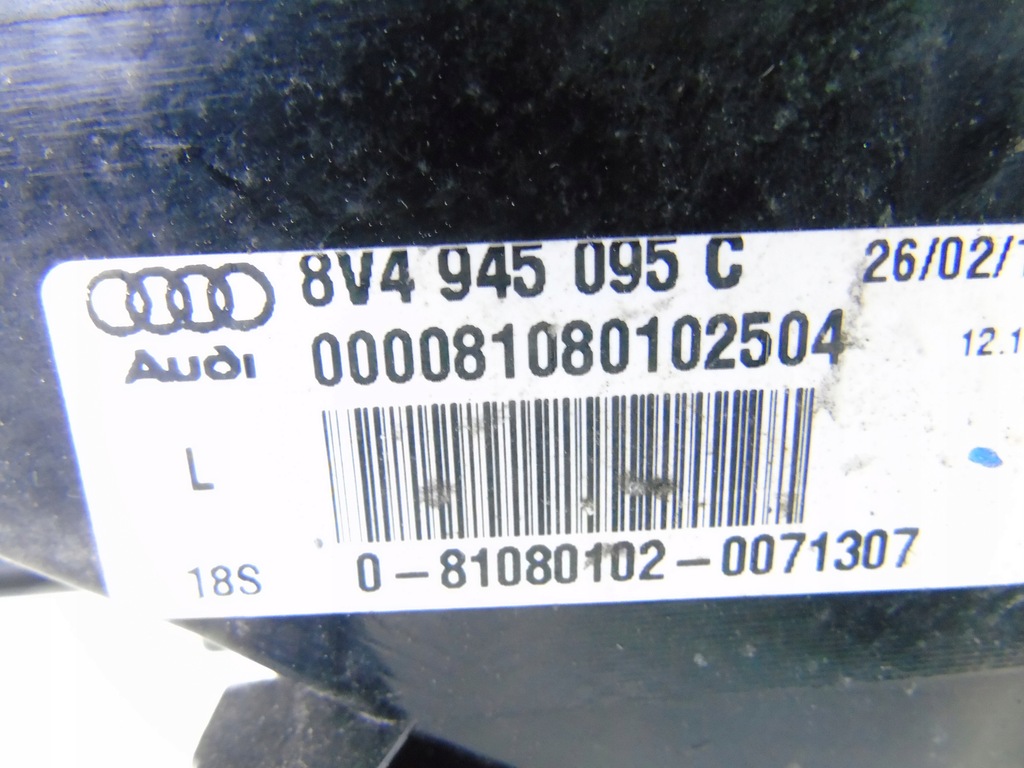 8V4 945 095 C 26/02/1
Audi 000081080102504 12.1
L
18S 0-81080102-0071307